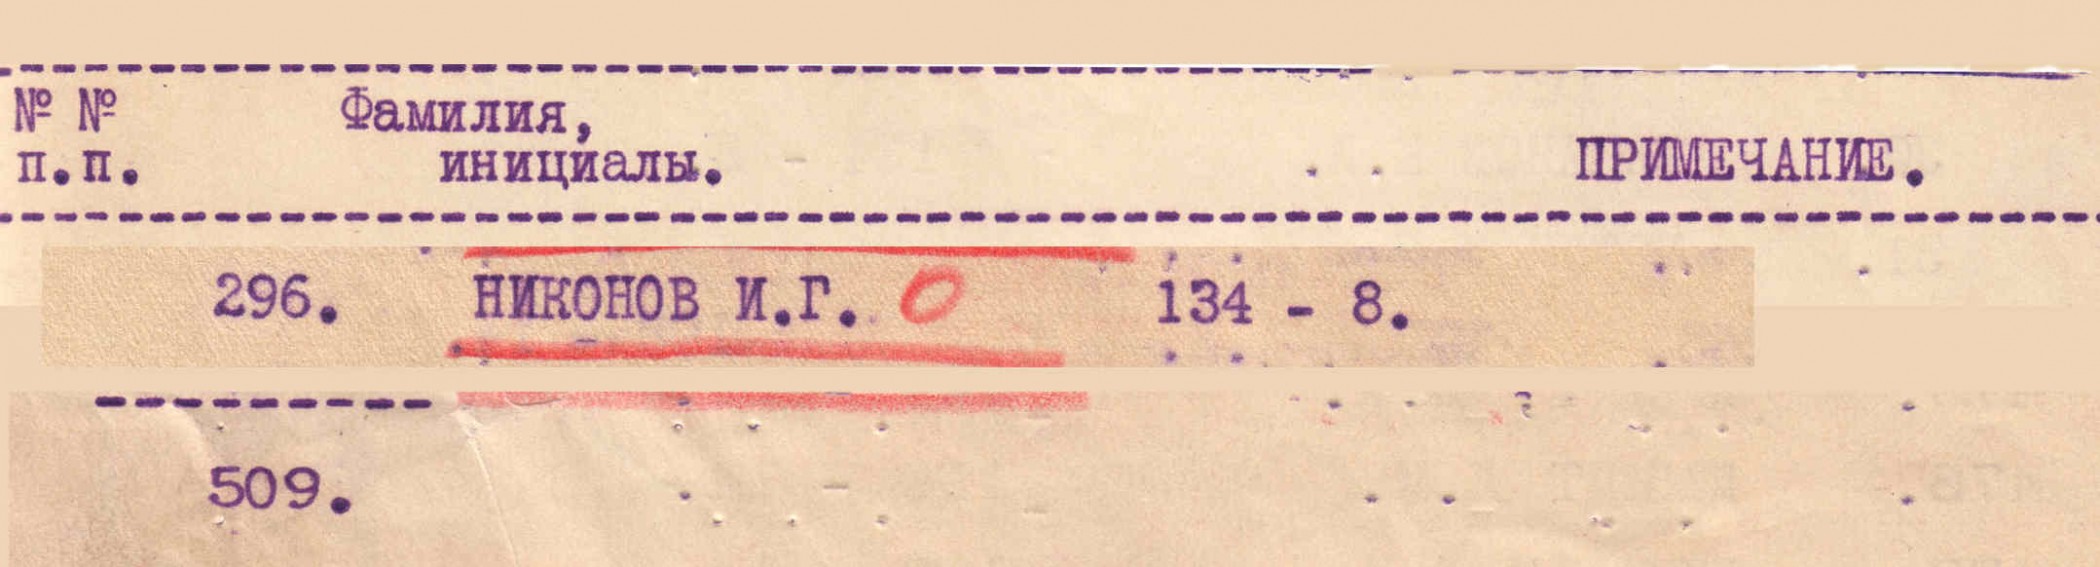 № № Фамилия,
п.п. инициалы. ПРИМЕЧАНИЕ.
296. НИКОНОВ И.Г. О 134 - 8.
509.